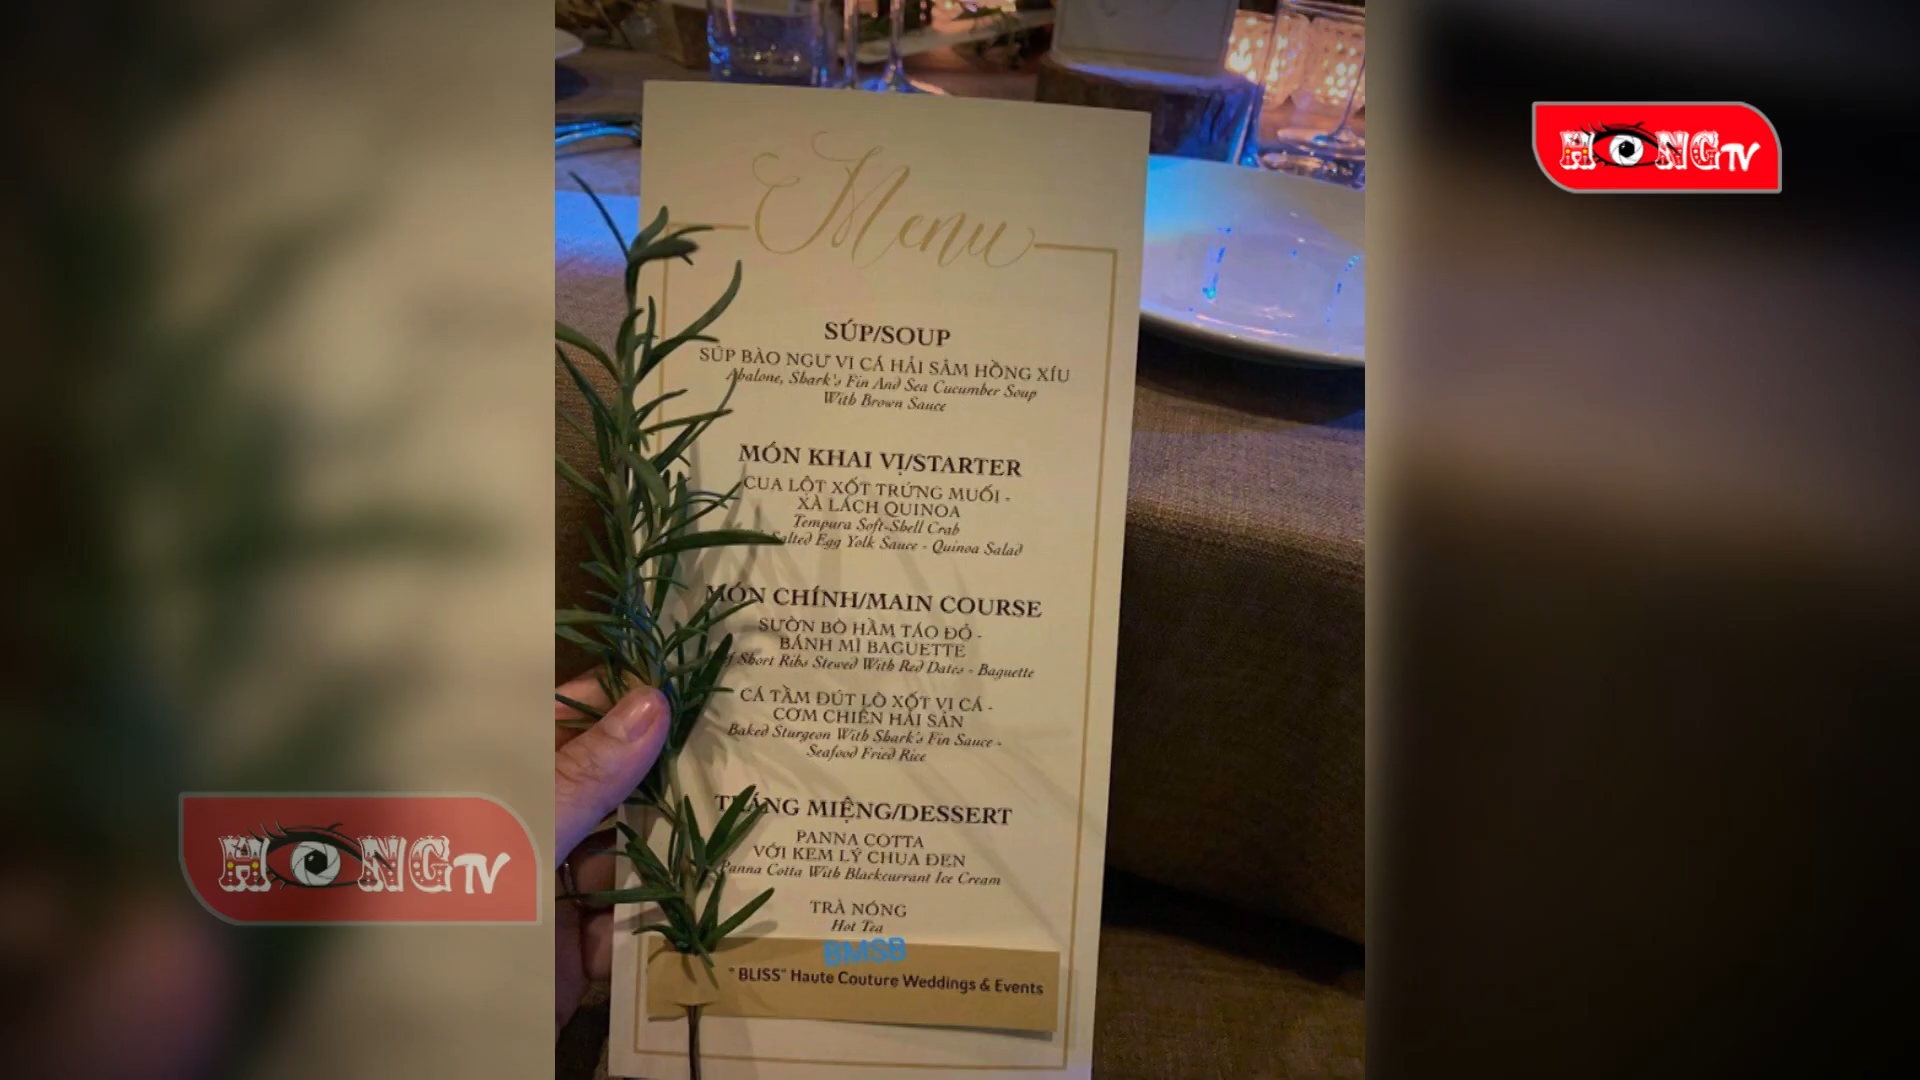 HONG TV
Menu
SÚP/SOUP
SÚP BÀO NGƯ VI CÁ HẢI SÂM HỒNG XÍU
Abalone, Shark's Fin And Sea Cucumber Soup
With Brown Sauce
MÓN KHAI VỊ/STARTER
CUA LỘT XỐT TRỨNG MUỐI -
XÀ LÁCH QUINOA
Tempura Soft-Shell Crab
Salted Egg Yolk Sauce - Quinoa Salad
MÓN CHÍNH/MAIN COURSE
SƯỜN BÒ HẦM TÁO ĐỎ -
BÁNH MÌ BAGUETTE
Short Ribs Stewed With Red Dates - Baguette
CÁ TẦM ĐÚT LÒ XỐT VI CÁ -
CƠM CHIÊN HẢI SẢN
Baked Sturgeon With Shark's Fin Sauce -
Seafood Fried Rice
TRÁNG MIỆNG/DESSERT
PANNA COTTA
VỚI KEM LÝ CHUA ĐEN
Panna Cotta With Blackcurrant Ice Cream
TRÀ NÓNG
Hot Tea
BMSB
"BLISS" Haute Couture Weddings & Events
HONG TV